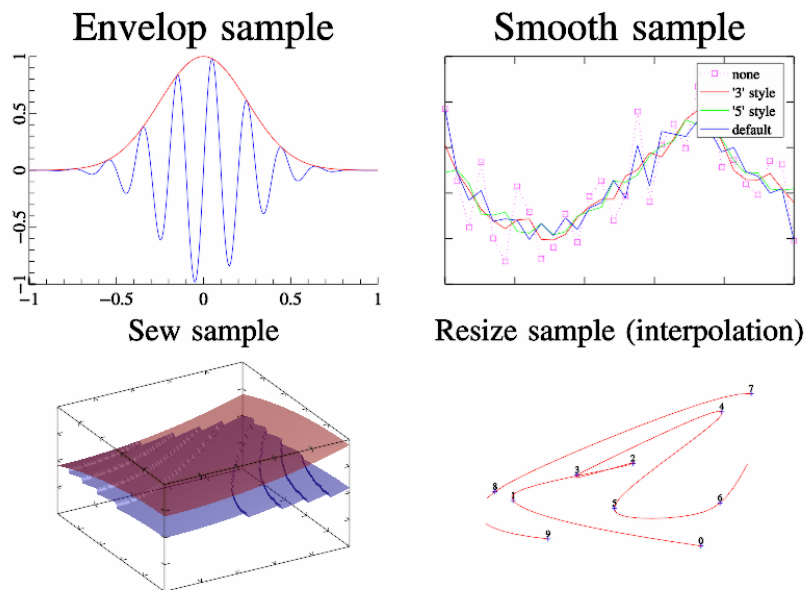 Envelop sample
Smooth sample
1
0.5
0
−0.5
−1
−1
−0.5
0
0.5
1
none
'3' style
'5' style
default
Sew sample
Resize sample (interpolation)
7
4
2
3
8
1
5
6
9
0